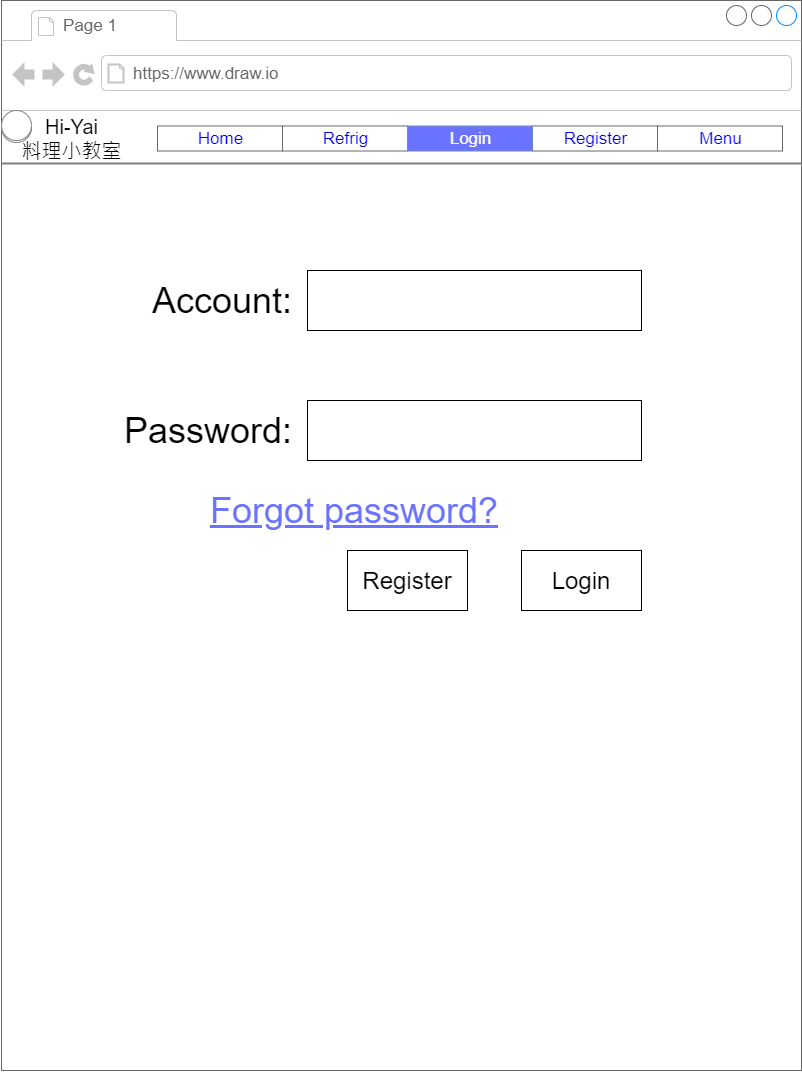 Page 1
https://www.draw.io
Hi-Yai
料理小教室
Home Refrig Login Register Menu
Account:
Password:
Forgot password?
Register Login